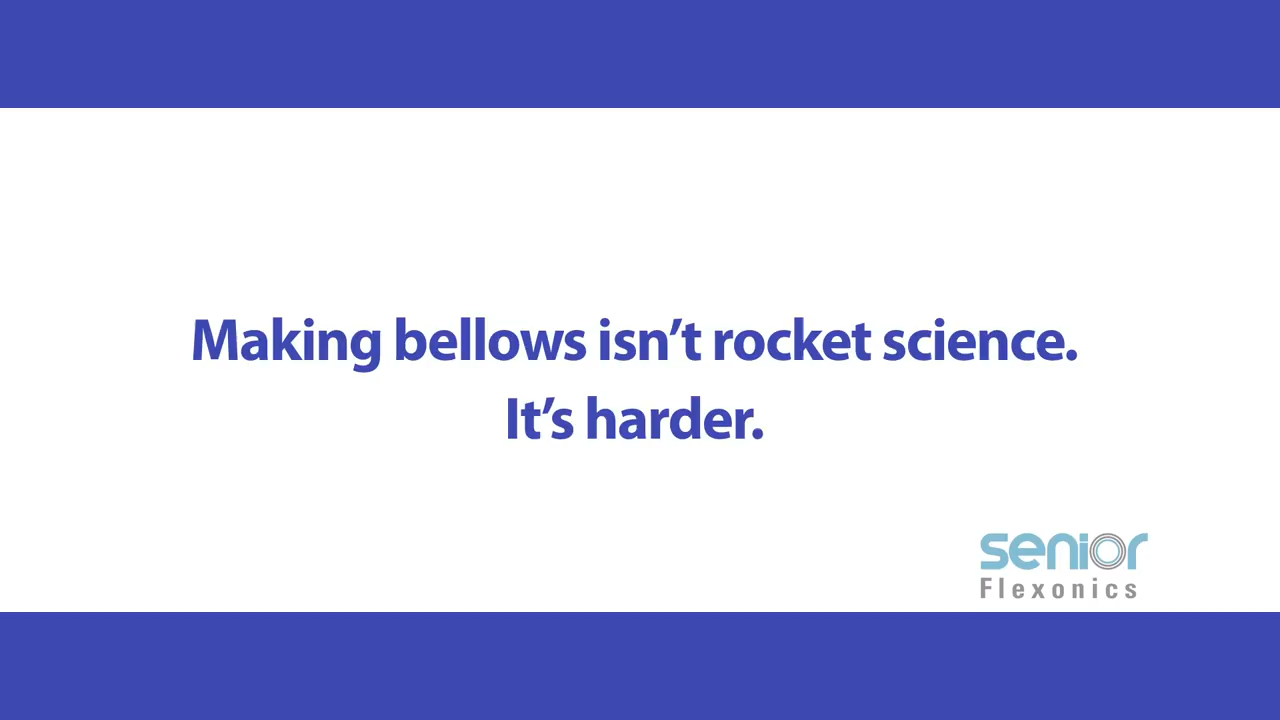 Making bellows isn’t rocket science.
It’s harder.
senior
Flexonics